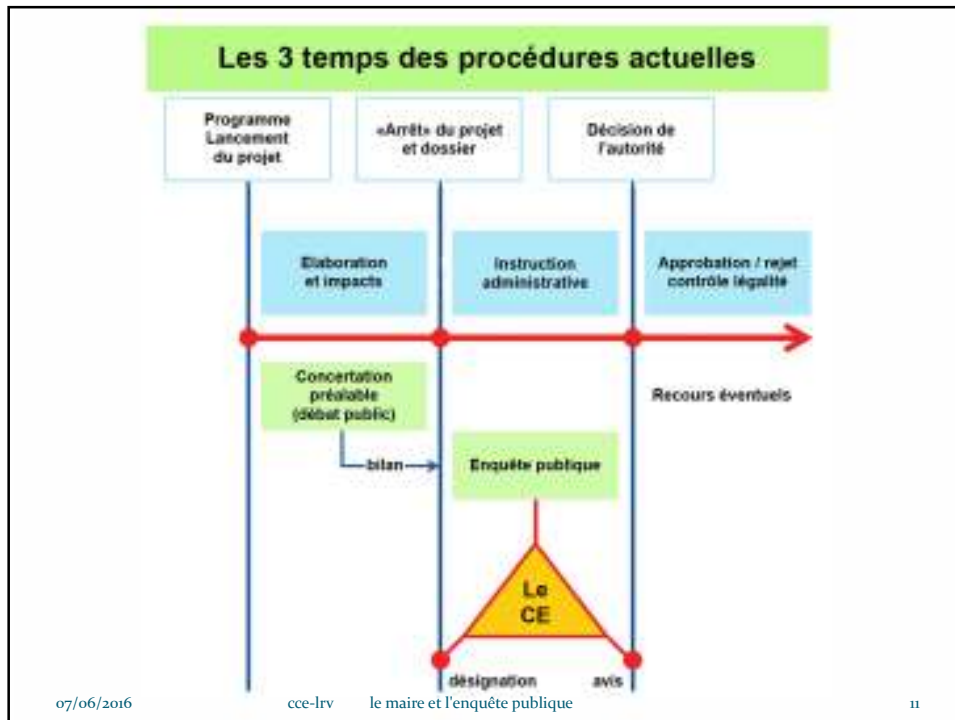 Les 3 temps des procédures actuelles
Programme
Lancement
du projet
«Arrêt» du projet
et dossier
Décision de
l'autorité
Elaboration
et impacts
Instruction
administrative
Approbation / rejet
contrôle légalité
Concertation
préalable
(débat public)
Recours éventuels
bilan
Enquête publique
Le
CE
désignation
avis
07/06/2016
cce-lrv
le maire et l'enquête publique
11